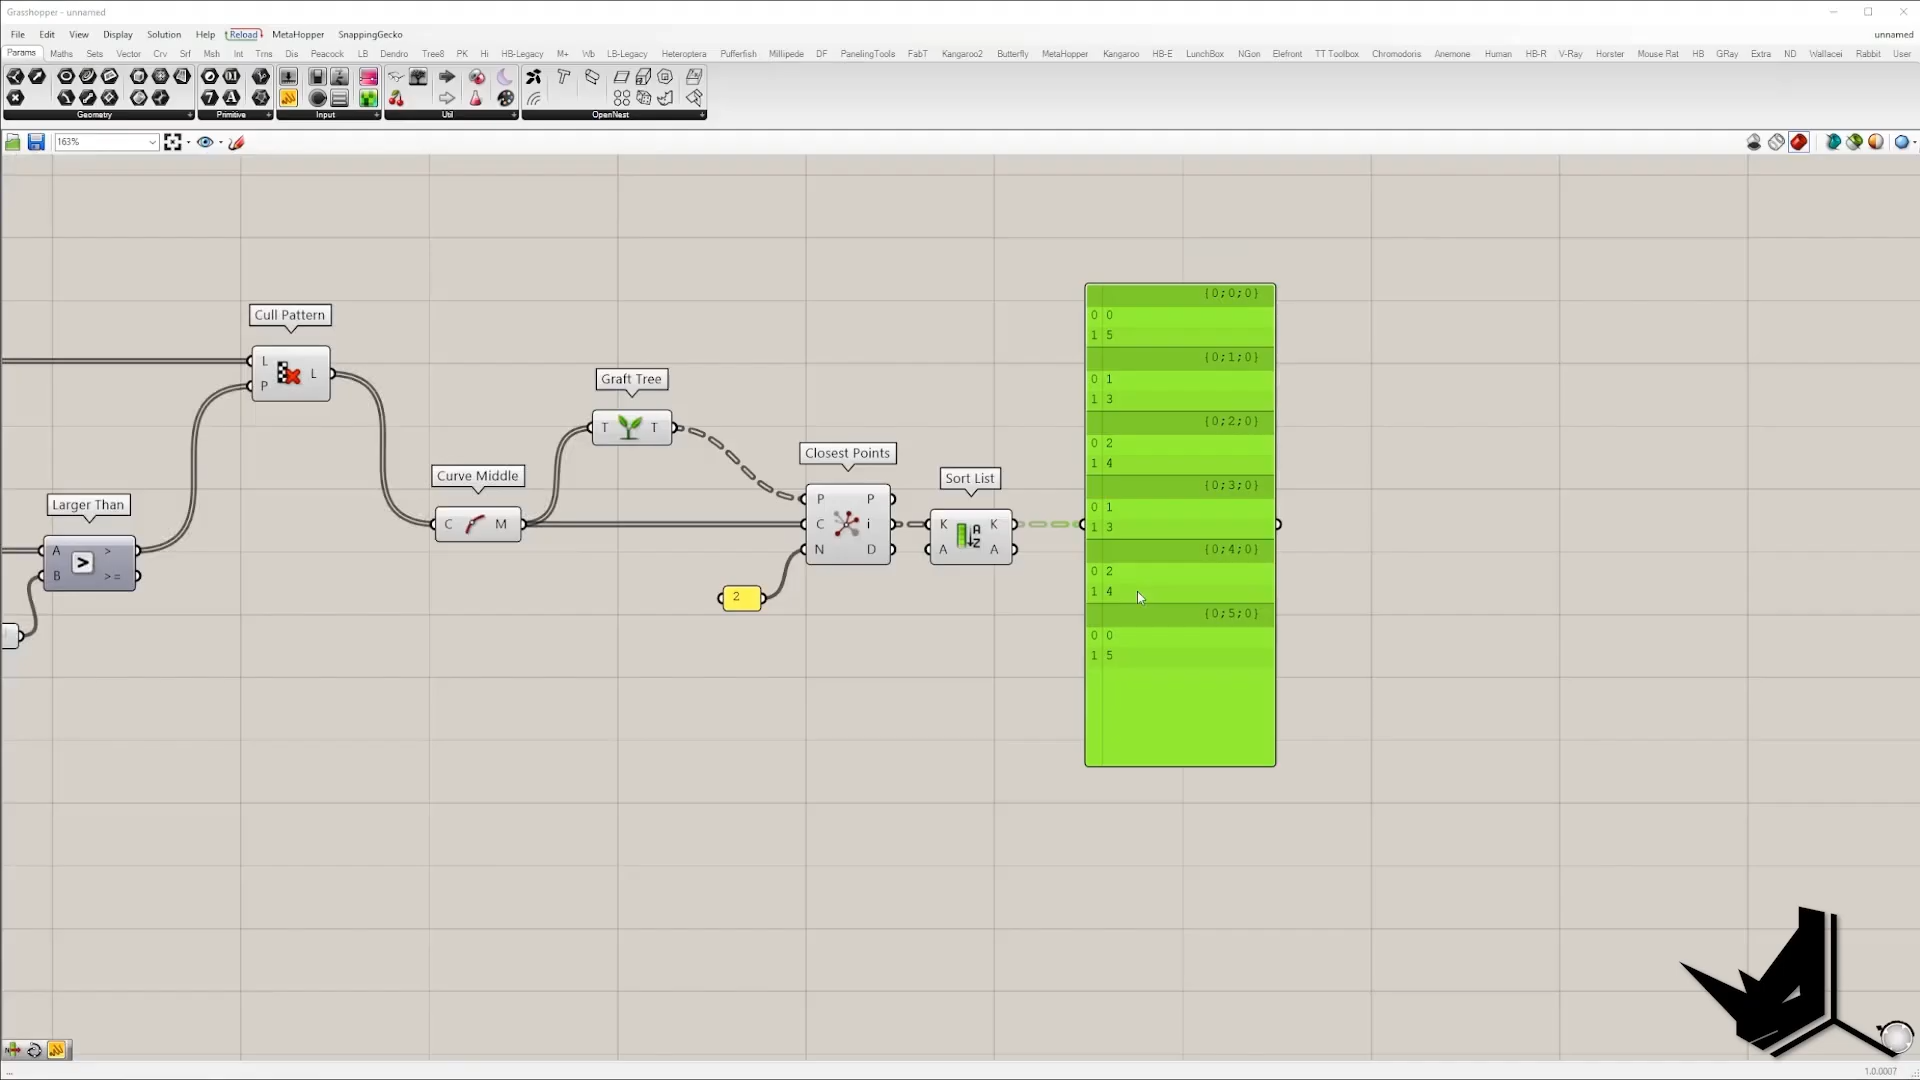 Grasshopper - unnamed
File Edit View Display Solution Help Reload MetaHopper SnappingGecko unnamed
Params Maths Sets Vector Crv Srf Msh Int Trns Dis Peacock LB Dendro Tree8 PK Hi HB-Legacy M+ Wb LB-Legacy Heteroptera Pufferfish Millipede DF PanelingTools FabT Kangaroo2 Butterfly MetaHopper Kangaroo HB-E LunchBox NGon Elefront TT Toolbox Chromodoris Anemone Human HB-R V-Ray Horster Mouse Rat HB GRay Extra ND Wallacei Rabbit User
Geometry Primitive Input Util OpenNest
163%
{0;0;0}
0 0
1 5
{0;1;0}
0 1
1 3
{0;2;0}
0 2
1 4
{0;3;0}
0 1
1 3
{0;4;0}
0 2
1 4
{0;5;0}
0 0
1 5
Cull Pattern
L L
P
Graft Tree
T T
Closest Points
P P
C i
N D
Curve Middle
C M
Sort List
K K
A A
Larger Than
A >
B >=
2
1.0.0007